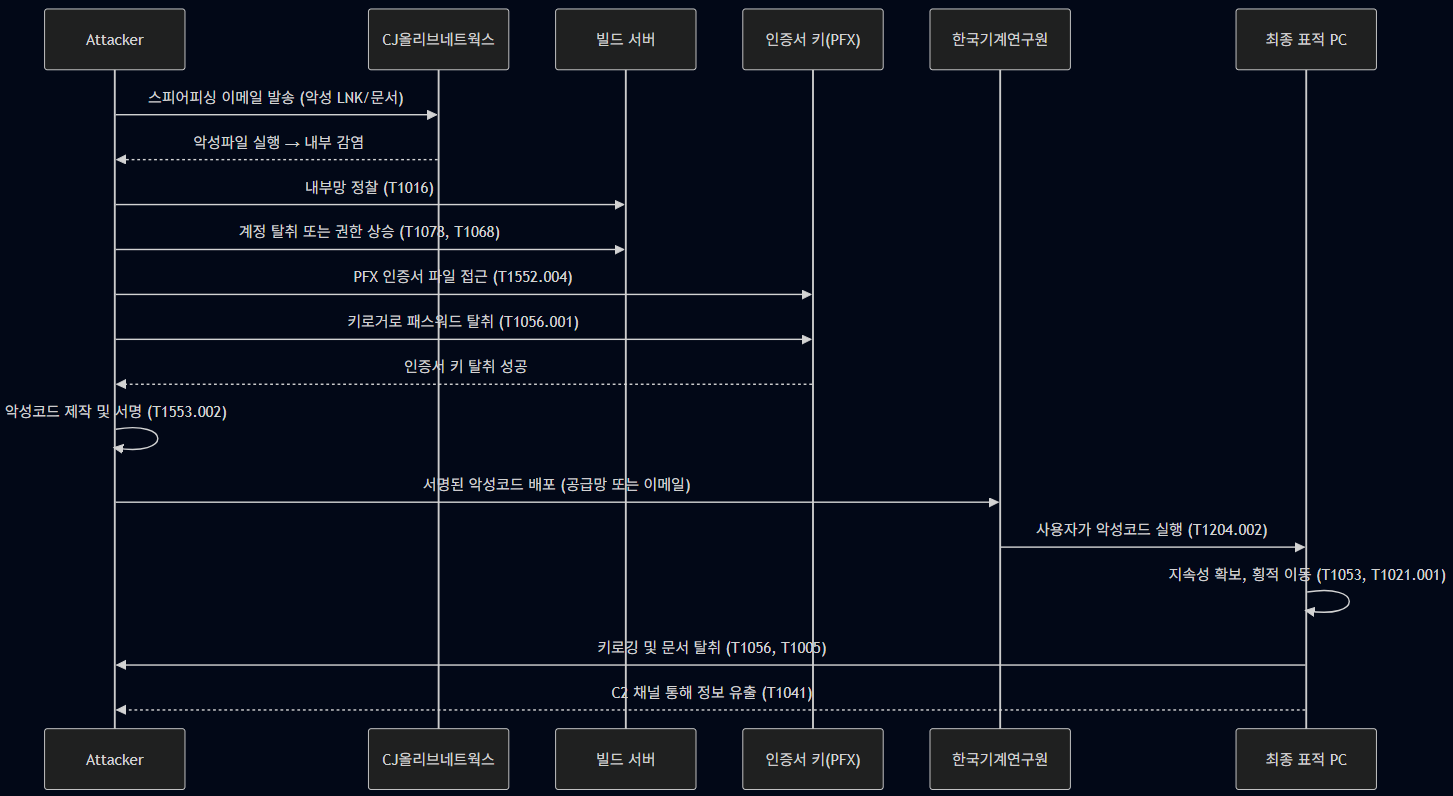 Attacker
CJ올리브네트웍스
빌드 서버
인증서 키(PFX)
한국기계연구원
최종 표적 PC
스피어피싱 이메일 발송 (악성 LNK/문서)
악성파일 실행 → 내부 감염
내부망 정찰 (T1016)
계정 탈취 또는 권한 상승 (T1078, T1068)
PFX 인증서 파일 접근 (T1552.004)
키로거로 패스워드 탈취 (T1056.001)
인증서 키 탈취 성공
악성코드 제작 및 서명 (T1553.002)
서명된 악성코드 배포 (공급망 또는 이메일)
사용자가 악성코드 실행 (T1204.002)
지속성 확보, 횡적 이동 (T1053, T1021.001)
키로깅 및 문서 탈취 (T1056, T1005)
C2 채널 통해 정보 유출 (T1041)
Attacker
CJ올리브네트웍스
빌드 서버
인증서 키(PFX)
한국기계연구원
최종 표적 PC